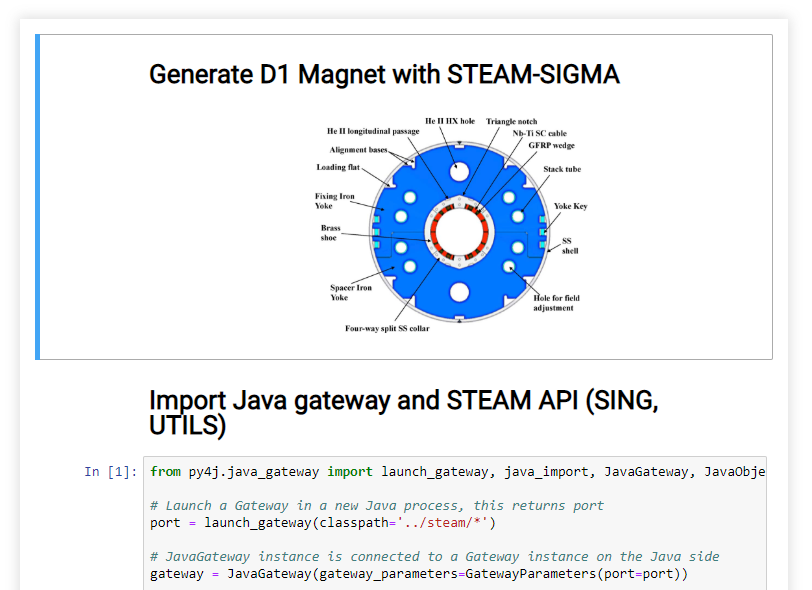 Generate D1 Magnet with STEAM-SIGMA
He II HX hole
Triangle notch
He II longitudinal passage
Nb-Ti SC cable
Alignment bases
GFRP wedge
Loading flat
Stack tube
Fixing Iron
Yoke
Yoke Key
Brass
shoe
SS
shell
Spacer Iron
Yoke
Hole for field
adjustment
Four-way split SS collar
Import Java gateway and STEAM API (SING,
UTILS)
In [1]: from py4j.java_gateway import launch_gateway, java_import, JavaGateway, JavaObje
# Launch a Gateway in a new Java process, this returns port
port = launch_gateway(classpath='../steam/*')
# JavaGateway instance is connected to a Gateway instance on the Java side
gateway = JavaGateway(gateway_parameters=GatewayParameters(port=port))